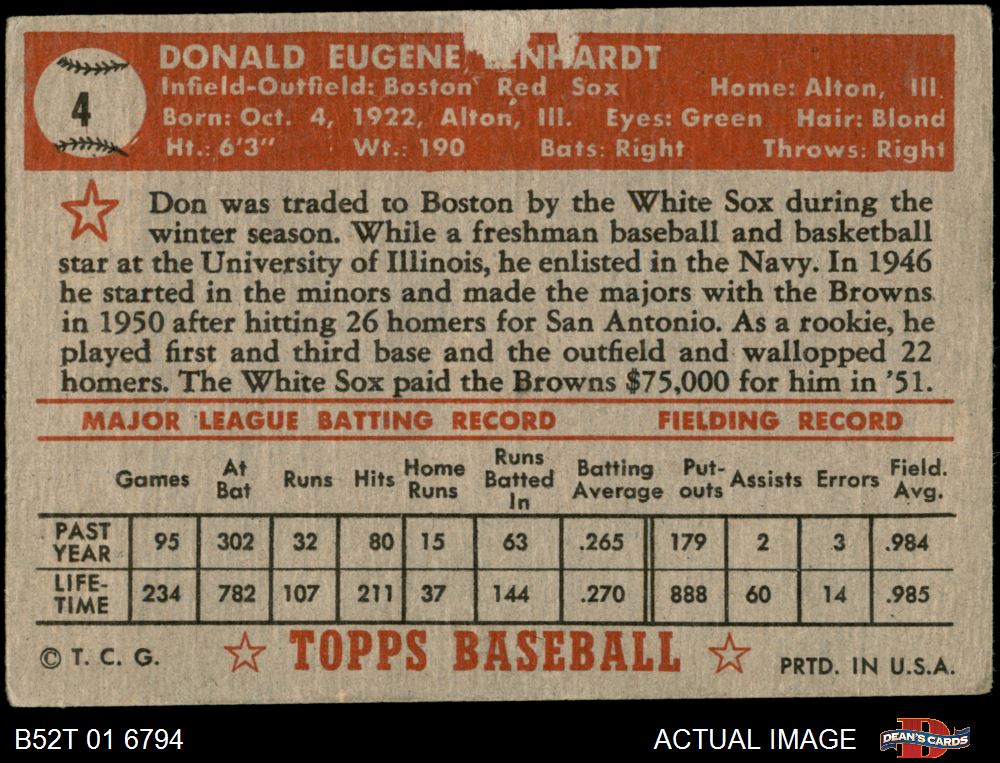 4
DONALD EUGENE ENHARDT
Infield-Outfield: Boston Red Sox Home: Alton, Ill.
Born: Oct. 4, 1922, Alton, Ill. Eyes: Green Hair: Blond
Ht.: 6'3" Wt.: 190 Bats: Right Throws: Right
Don was traded to Boston by the White Sox during the
winter season. While a freshman baseball and basketball
star at the University of Illinois, he enlisted in the Navy. In 1946
he started in the minors and made the majors with the Browns
in 1950 after hitting 26 homers for San Antonio. As a rookie, he
played first and third base and the outfield and wallopped 22
homers. The White Sox paid the Browns $75,000 for him in '51.
MAJOR LEAGUE BATTING RECORD FIELDING RECORD
Games At Bat Runs Hits Home Runs Runs Batted In Batting Average Put-outs Assists Errors Field. Avg.
PAST YEAR 95 302 32 80 15 63 .265 179 2 3 .984
LIFE-TIME 234 782 107 211 37 144 .270 888 60 14 .985
© T. C. G. TOPPS BASEBALL PRTD. IN U.S.A.
B52T 01 6794 ACTUAL IMAGE DEAN'S CARDS